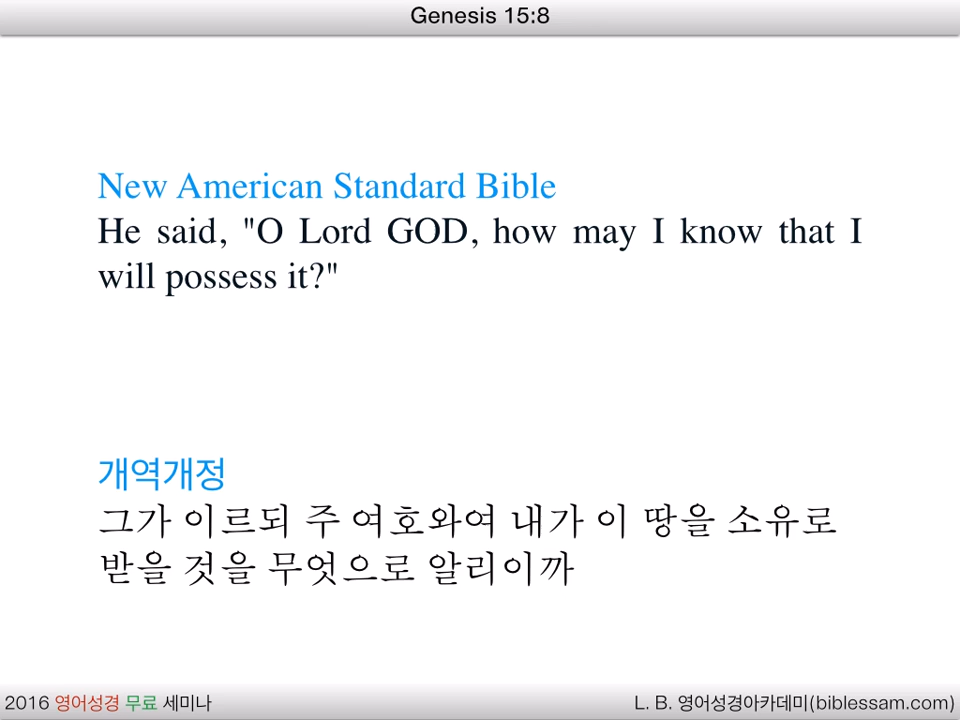 Genesis 15:8
New American Standard Bible
He said, "O Lord GOD, how may I know that I
will possess it?"
개역개정
그가 이르되 주 여호와여 내가 이 땅을 소유로
받을 것을 무엇으로 알리이까
2016 영어성경 무료 세미나
L. B. 영어성경아카데미(biblessam.com)